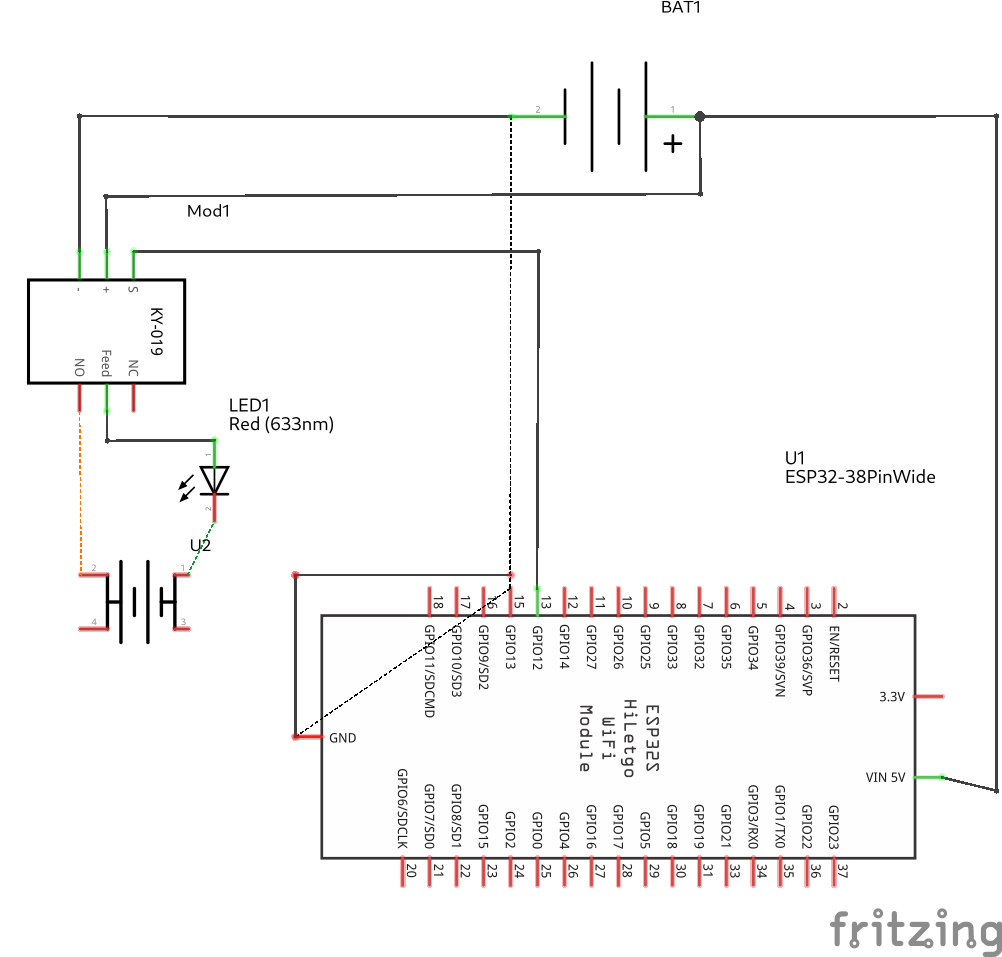 BAT1
2
1
+
Mod1
-
+
S
KY-019
NO
Feed
NC
LED1
Red (633nm)
1
2
U1
ESP32-38PinWide
U2
2
1
4
3
18
17
16
15
13
12
11
10
9
8
7
6
5
4
3
2
GPIO11/SDCMD
GPIO10/SD3
GPIO9/SD2
GPIO13
GPIO12
GPIO14
GPIO27
GPIO26
GPIO25
GPIO33
GPIO32
GPIO35
GPIO34
GPIO39/SVN
GPIO36/SVP
EN/RESET
3.3V
ESP32S
HiLetgo
WiFi
Module
GND
VIN 5V
GPIO6/SDCLK
GPIO7/SD0
GPIO8/SD1
GPIO15
GPIO2
GPIO0
GPIO4
GPIO16
GPIO17
GPIO5
GPIO18
GPIO19
GPIO21
GPIO3/RX0
GPIO1/TX0
GPIO22
GPIO23
20
21
22
23
24
25
26
27
28
29
30
31
33
34
35
36
37
fritzing